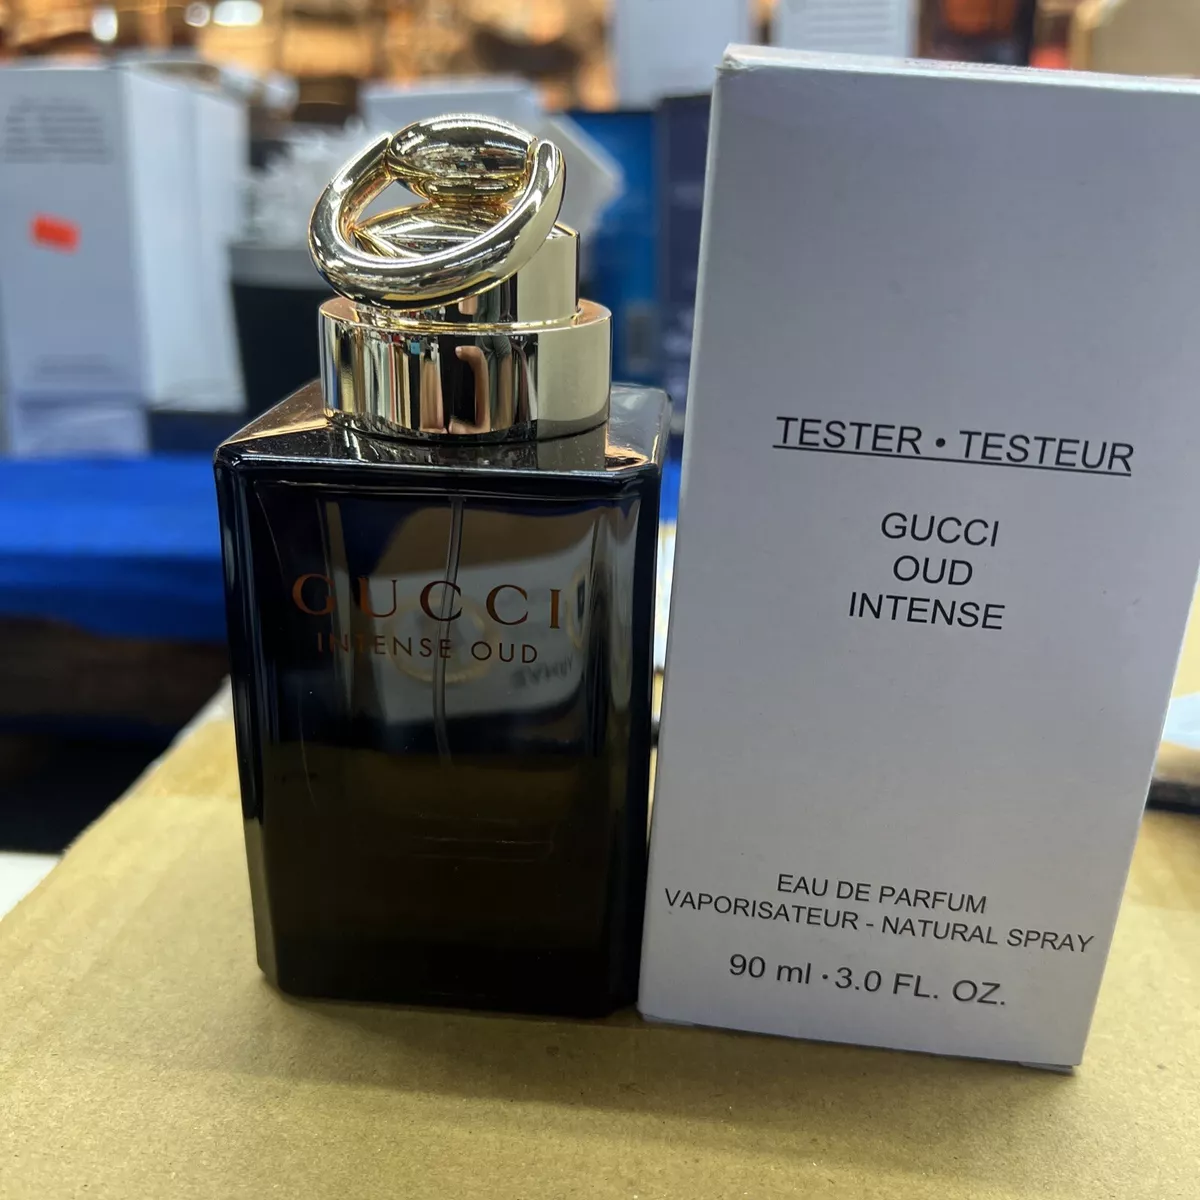 GUCCI
INTENSE OUD
TESTER • TESTEUR
GUCCI
OUD
INTENSE
EAU DE PARFUM
VAPORISATEUR - NATURAL SPRAY
90 ml • 3.0 FL. OZ.